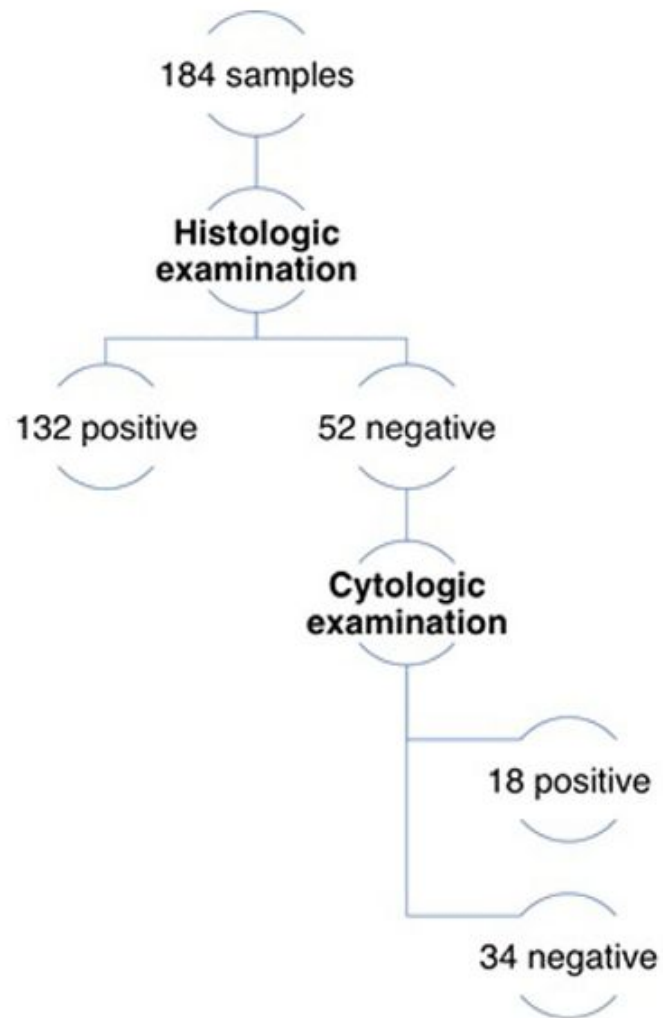 184 samples
Histologic
examination
132 positive
52 negative
Cytologic
examination
18 positive
34 negative